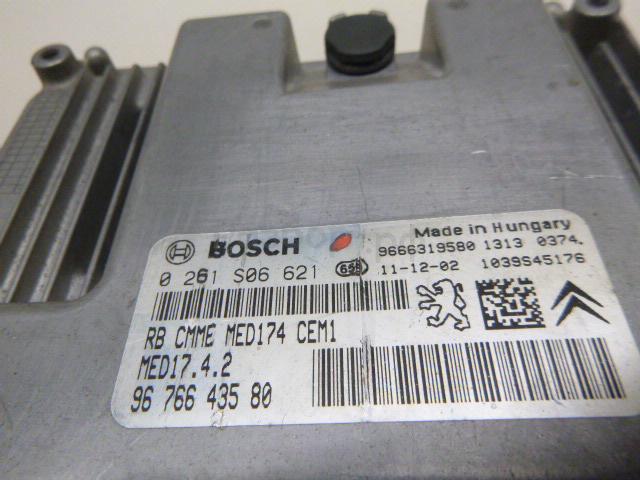 BOSCH
Made in Hungary
9666319580 1313 0374.
0 261 S06 621 11-12-02 1039S45176
RB CMME MED174 CEM1
MED17.4.2
96 766 435 80